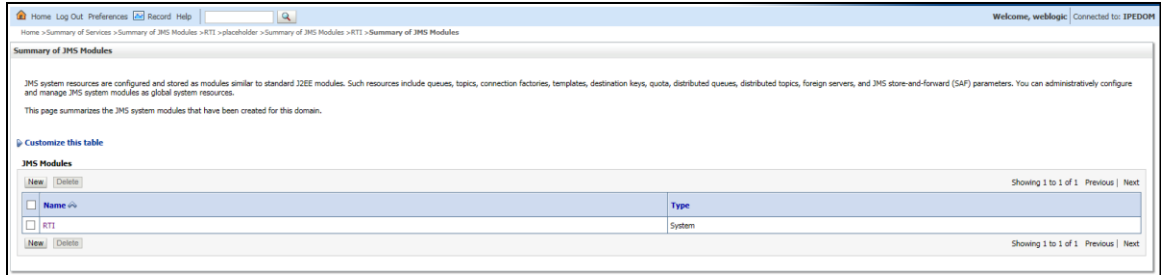 Home Log Out Preferences Record Help Welcome, weblogic Connected to: IPEDOM
Home >Summary of Services >Summary of JMS Modules >RTI >placeholder >Summary of JMS Modules >RTI >Summary of JMS Modules
Summary of JMS Modules
JMS system resources are configured and stored as modules similar to standard J2EE modules. Such resources include queues, topics, connection factories, templates, destination keys, quota, distributed queues, distributed topics, foreign servers, and JMS store-and-forward (SAF) parameters. You can administratively configure
and manage JMS system modules as global system resources.
This page summarizes the JMS system modules that have been created for this domain.
Customize this table
JMS Modules
New Delete Showing 1 to 1 of 1 Previous | Next
Name Type
RTI System
New Delete Showing 1 to 1 of 1 Previous | Next